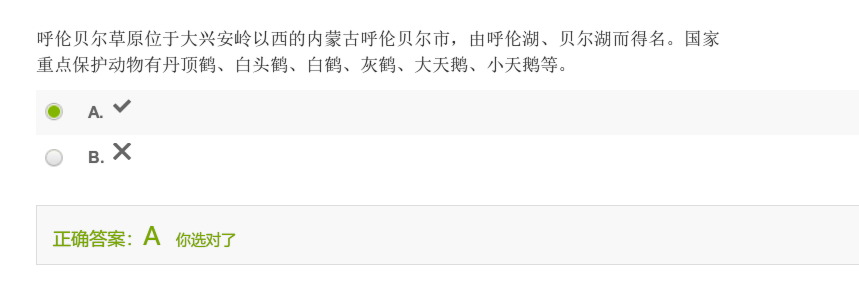 呼伦贝尔草原位于大兴安岭以西的内蒙古呼伦贝尔市，由呼伦湖、贝尔湖而得名。国家
重点保护动物有丹顶鹤、白头鹤、白鹤、灰鹤、大天鹅、小天鹅等。
A. ✔
B. ✕
正确答案：A 你选对了